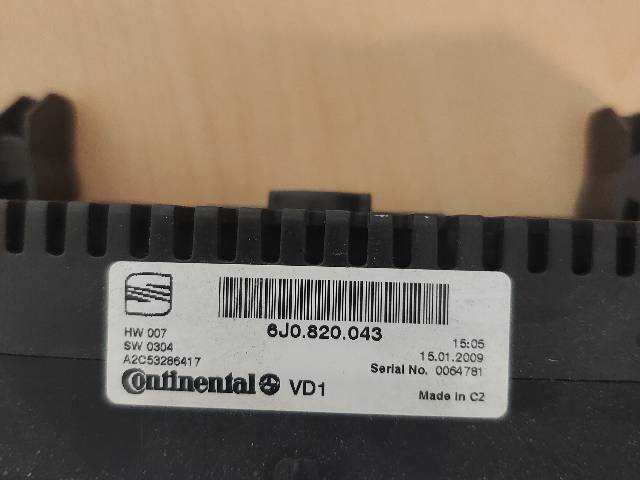 6J0.820.043
HW 007
SW 0304
A2C53286417
15:05
15.01.2009
Serial No. 0064781
Continental VD1
Made in CZ